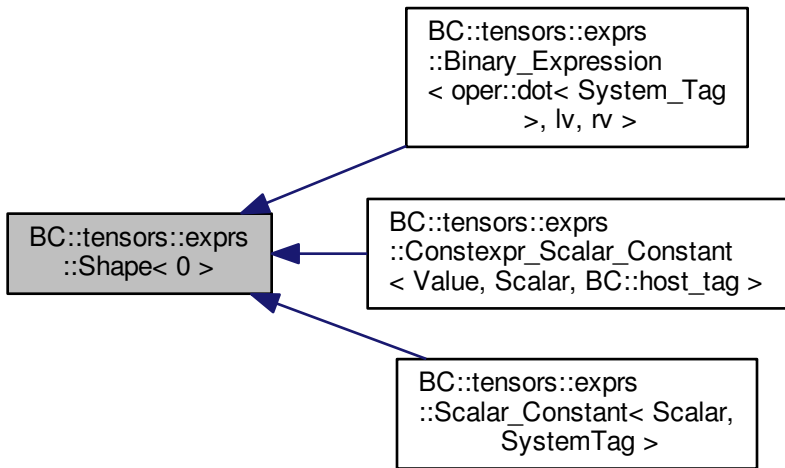 BC::tensors::exprs
::Binary_Expression
< oper::dot< System_Tag
>, lv, rv >
BC::tensors::exprs
::Shape< 0 >
BC::tensors::exprs
::Constexpr_Scalar_Constant
< Value, Scalar, BC::host_tag >
BC::tensors::exprs
::Scalar_Constant< Scalar,
SystemTag >